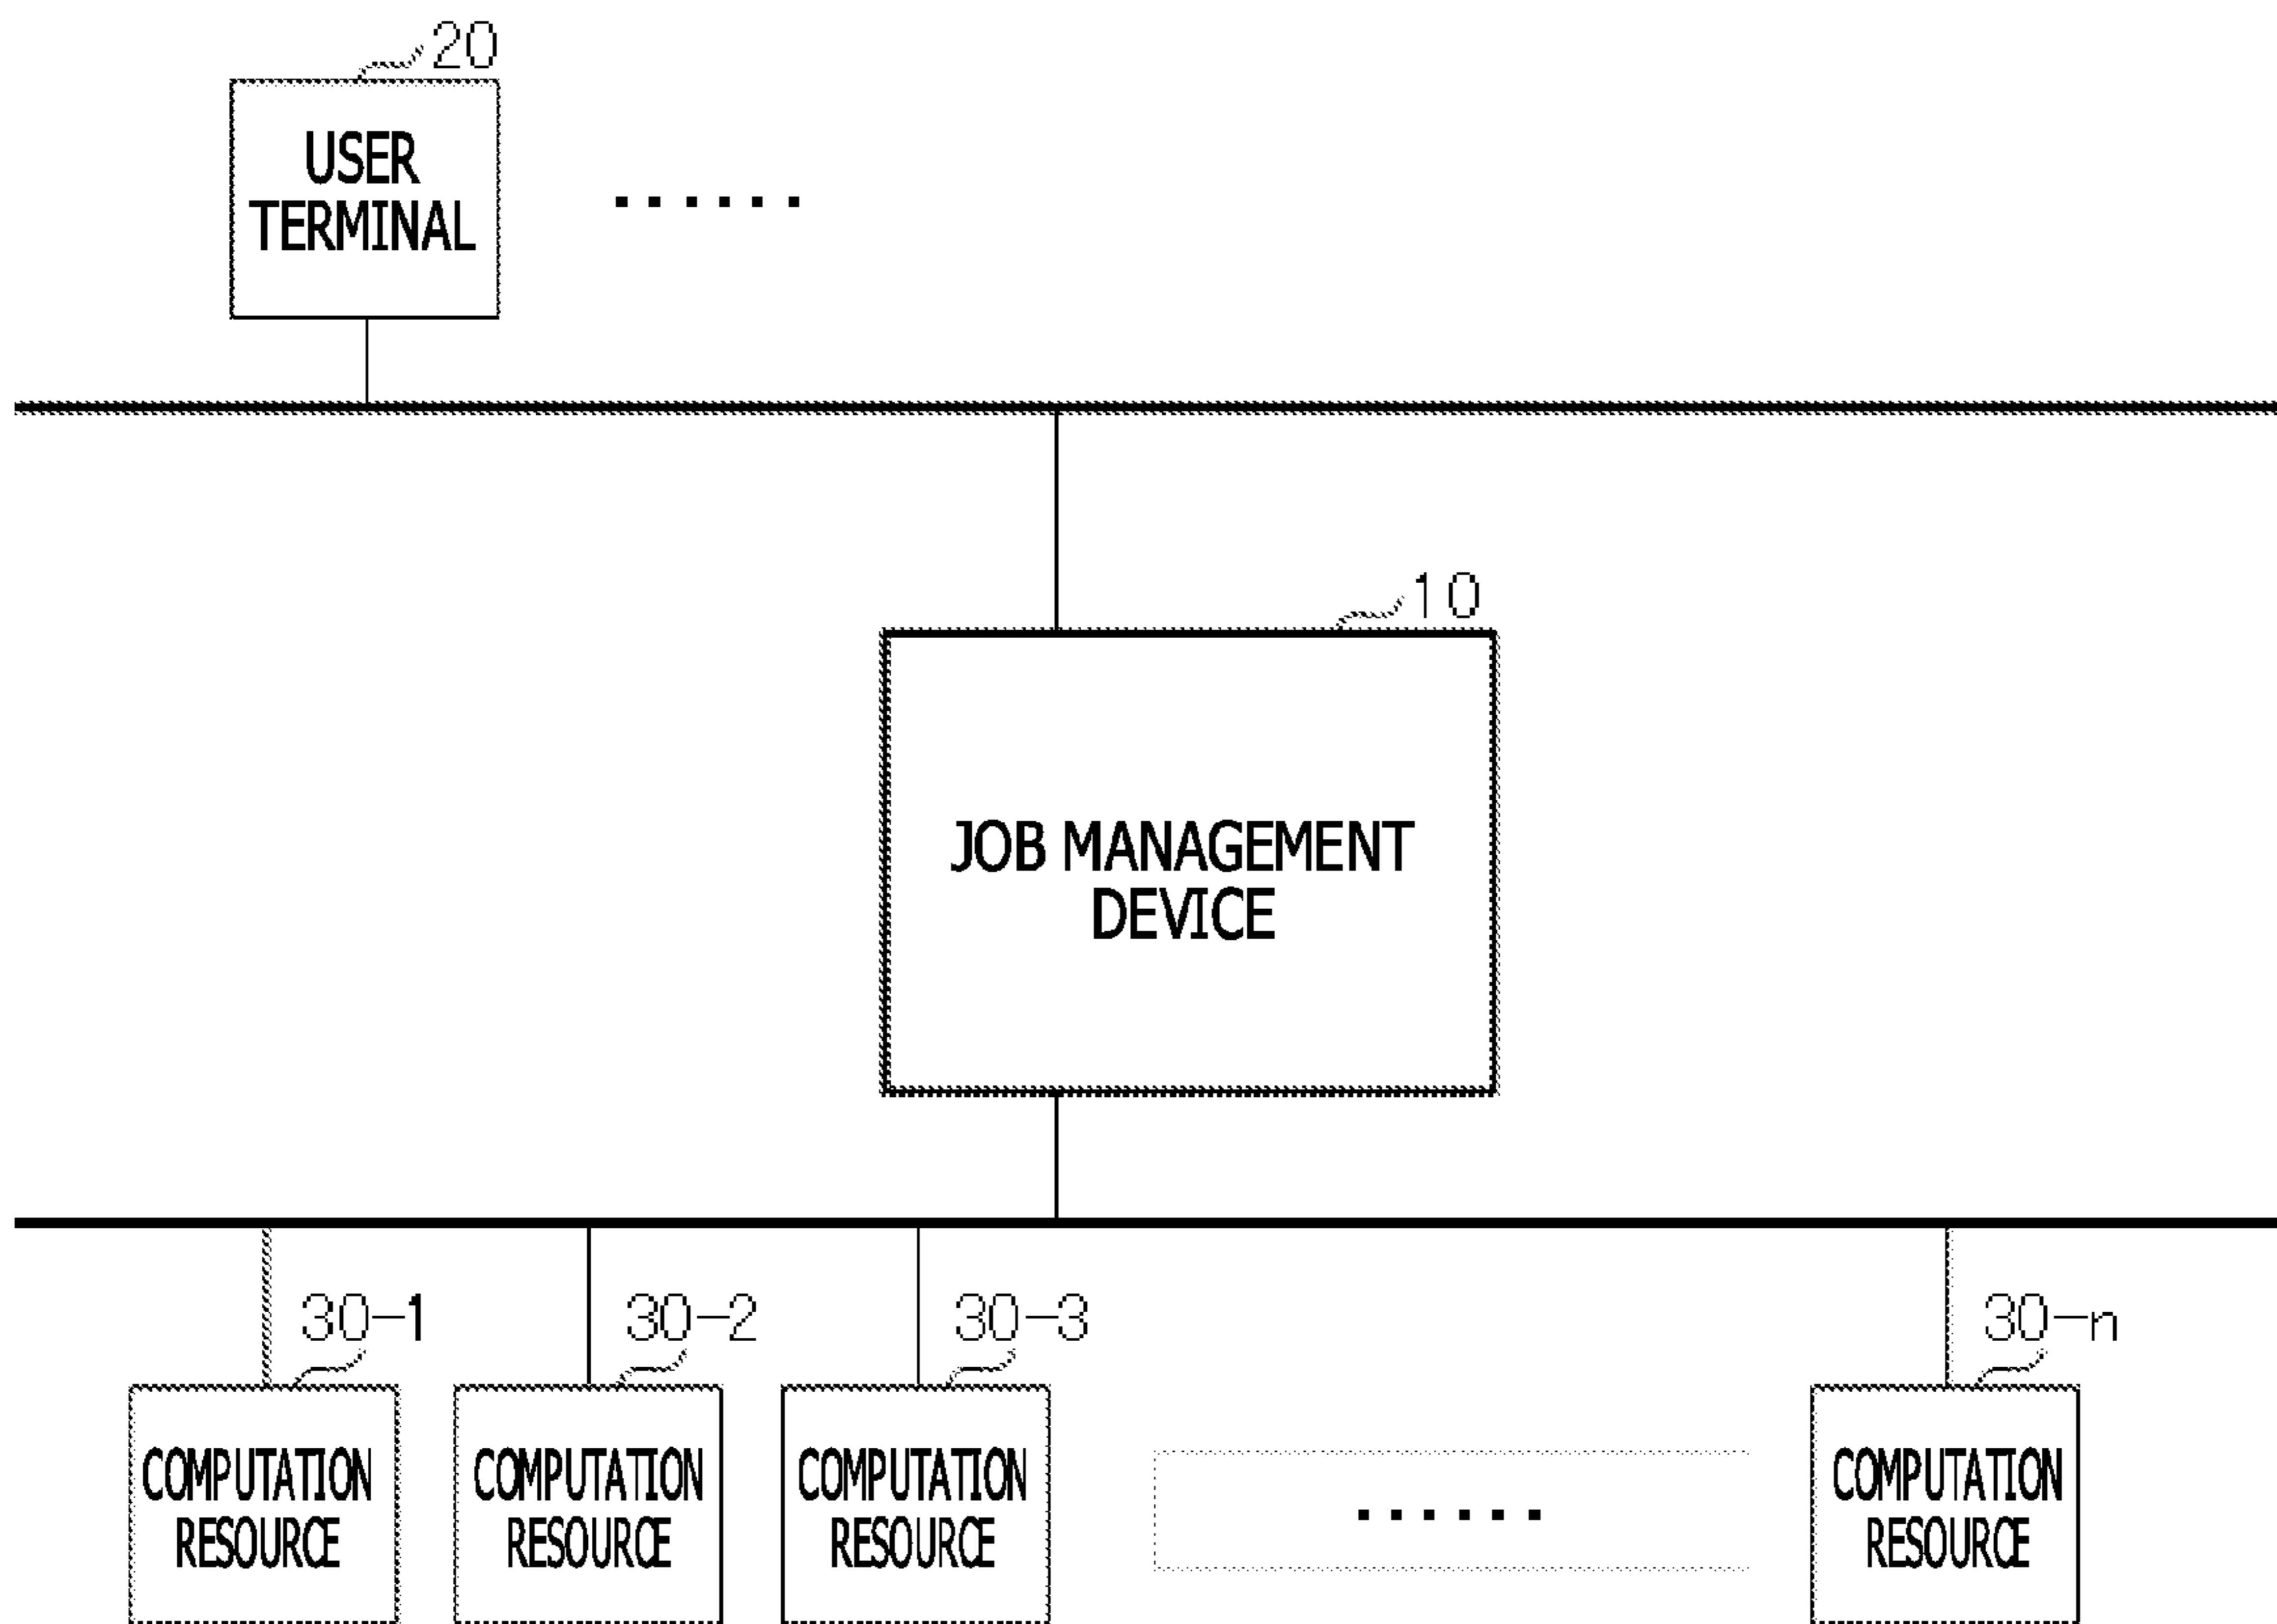 20
USER
TERMINAL
......
10
JOB MANAGEMENT
DEVICE
30-1
30-2
30-3
30-n
COMPUTATION
RESOURCE
COMPUTATION
RESOURCE
COMPUTATION
RESOURCE
......
COMPUTATION
RESOURCE